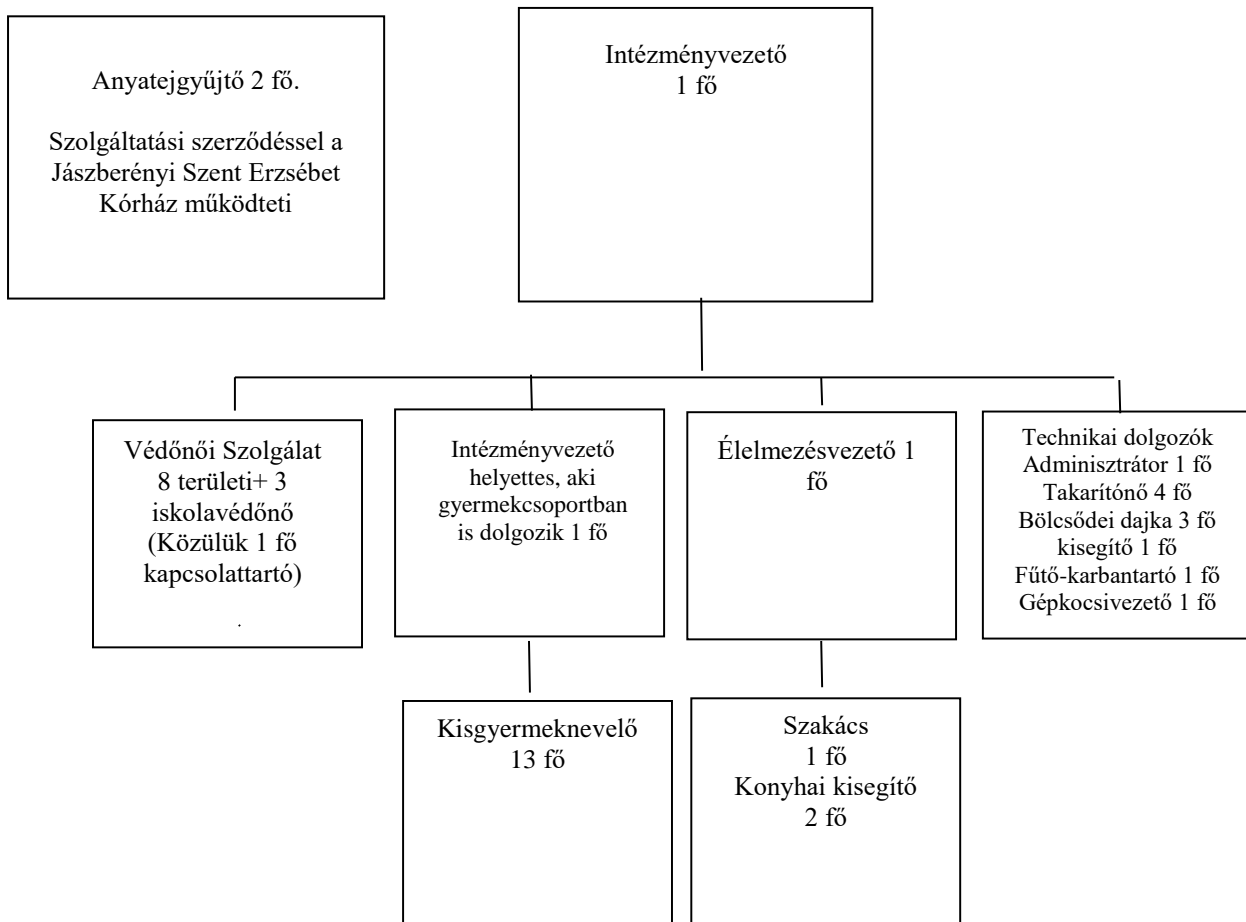 Anyatejgyűjtő 2 fő.
Szolgáltatási szerződéssel a
Jászberényi Szent Erzsébet
Kórház működteti
Intézményvezető
1 fő
Védőnői Szolgálat
8 területi+ 3
iskolavédőnő
(Közülük 1 fő
kapcsolattartó)
.
Intézményvezető
helyettes, aki
gyermekcsoportban
is dolgozik 1 fő
Élelmezésvezető 1
fő
Technikai dolgozók
Adminisztrátor 1 fő
Takarítónő 4 fő
Bölcsődei dajka 3 fő
kisegítő 1 fő
Fűtő-karbantartó 1 fő
Gépkocsivezető 1 fő
Kisgyermeknevelő
13 fő
Szakács
1 fő
Konyhai kisegítő
2 fő